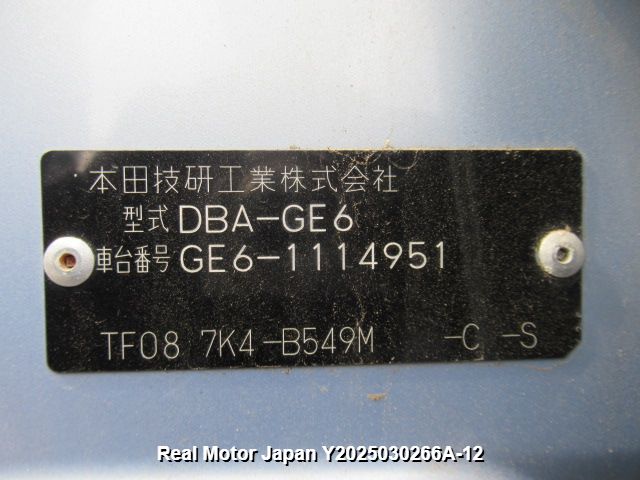 本田技研工業株式会社
型式 DBA-GE6
車台番号 GE6-1114951
TF08 7K4-B549M -C -S
Real Motor Japan Y2025030266A-12